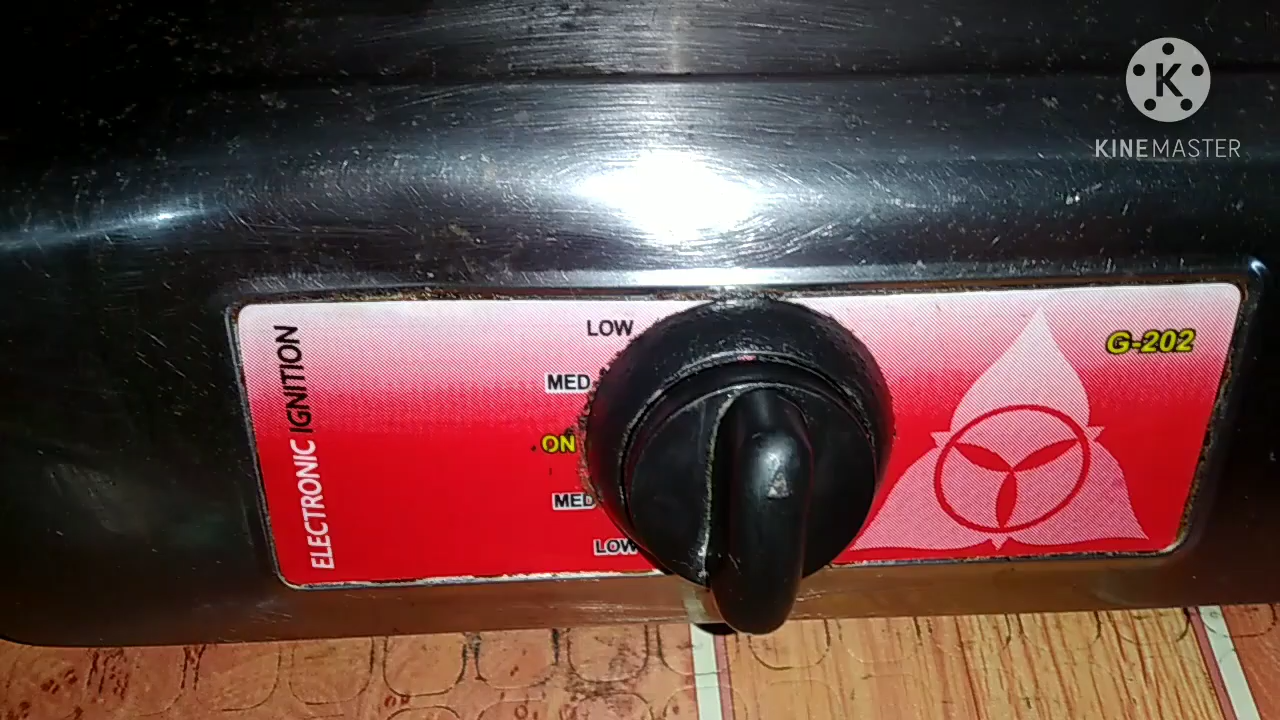 K
KINEMASTER
ELECTRONIC IGNITION
LOW
MED
ON
MED
LOW
G-202